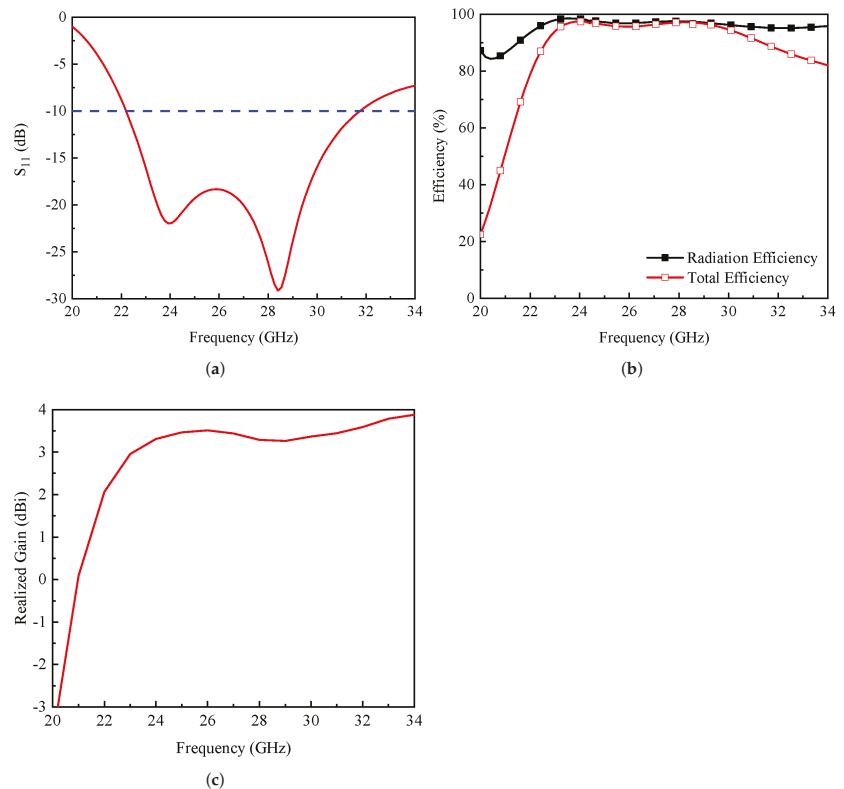 0
-5
-10
-15
-20
-25
-30
S11 (dB)
20 22 24 26 28 30 32 34
Frequency (GHz)
(a)
100
80
60
40
20
0
Efficiency (%)
Radiation Efficiency
Total Efficiency
20 22 24 26 28 30 32 34
Frequency (GHz)
(b)
4
3
2
1
0
-1
-2
-3
Realized Gain (dBi)
20 22 24 26 28 30 32 34
Frequency (GHz)
(c)